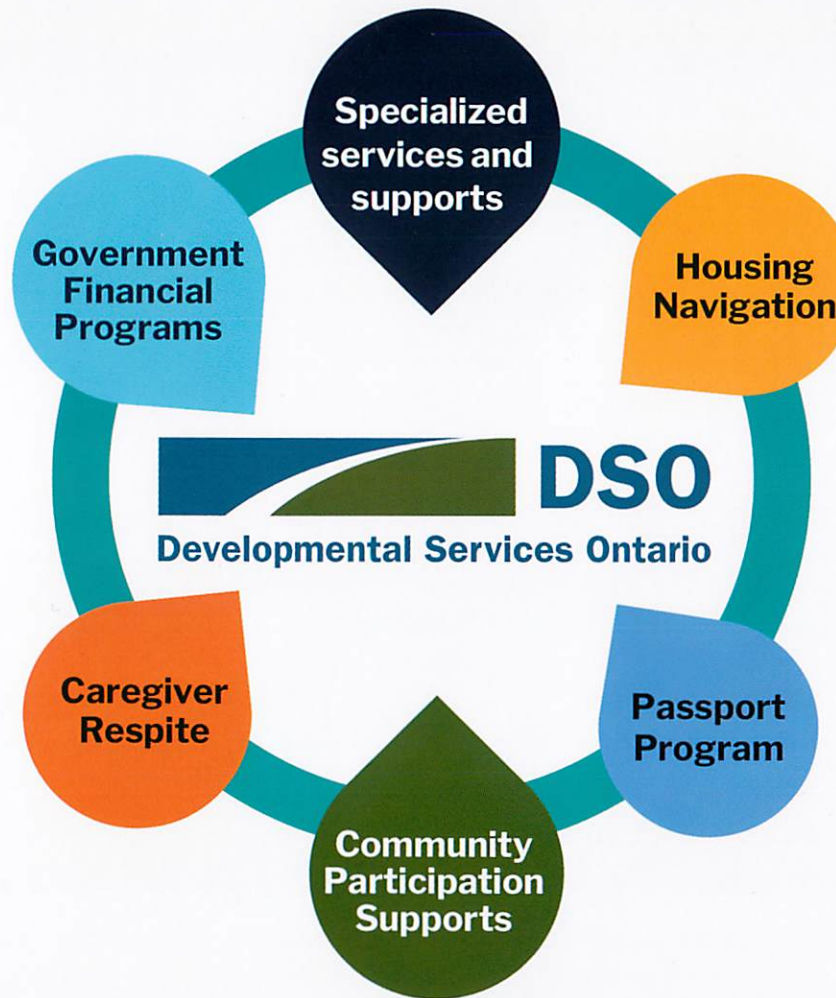 Specialized
services and
supports
Government
Financial
Programs
Housing
Navigation
DSO
Developmental Services Ontario
Caregiver
Respite
Passport
Program
Community
Participation
Supports